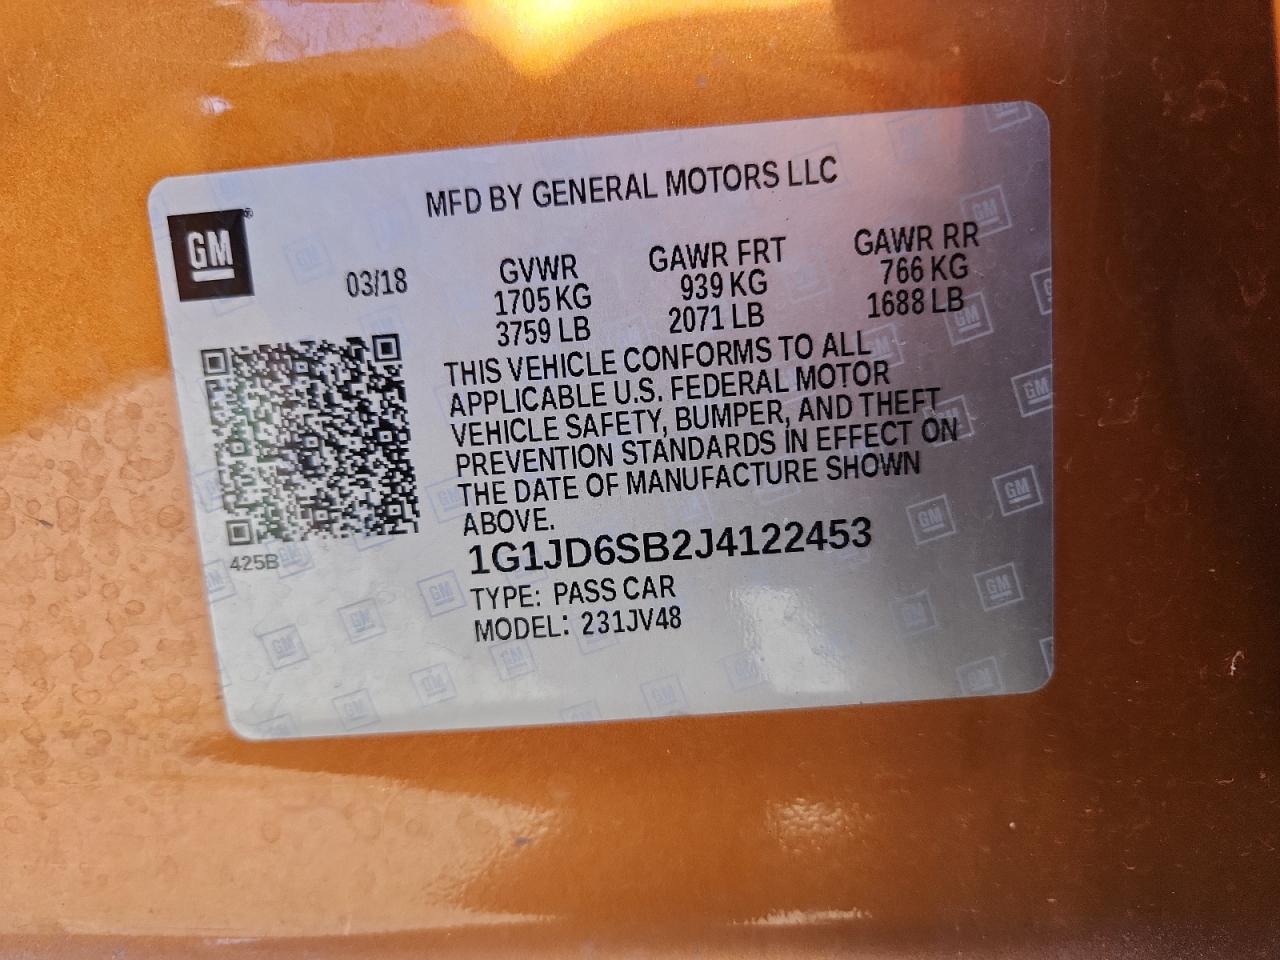 MFD BY GENERAL MOTORS LLC
GM®
03/18
GVWR
1705 KG
3759 LB
GAWR FRT
939 KG
2071 LB
GAWR RR
766 KG
1688 LB
THIS VEHICLE CONFORMS TO ALL
APPLICABLE U.S. FEDERAL MOTOR
VEHICLE SAFETY, BUMPER, AND THEFT
PREVENTION STANDARDS IN EFFECT ON
THE DATE OF MANUFACTURE SHOWN
ABOVE.
425B
1G1JD6SB2J4122453
TYPE: PASS CAR
MODEL: 231JV48